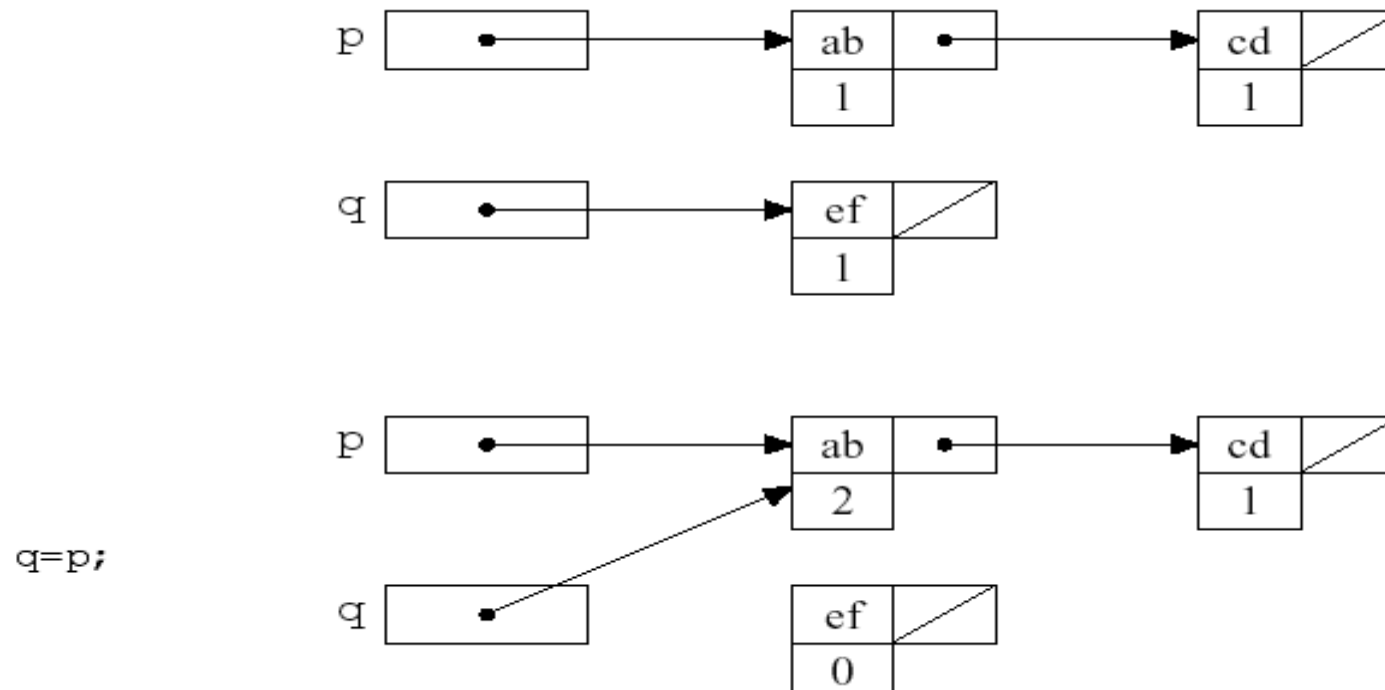 p ab cd
1 1
q ef
1
p ab cd
2 1
q=p;
q ef
0